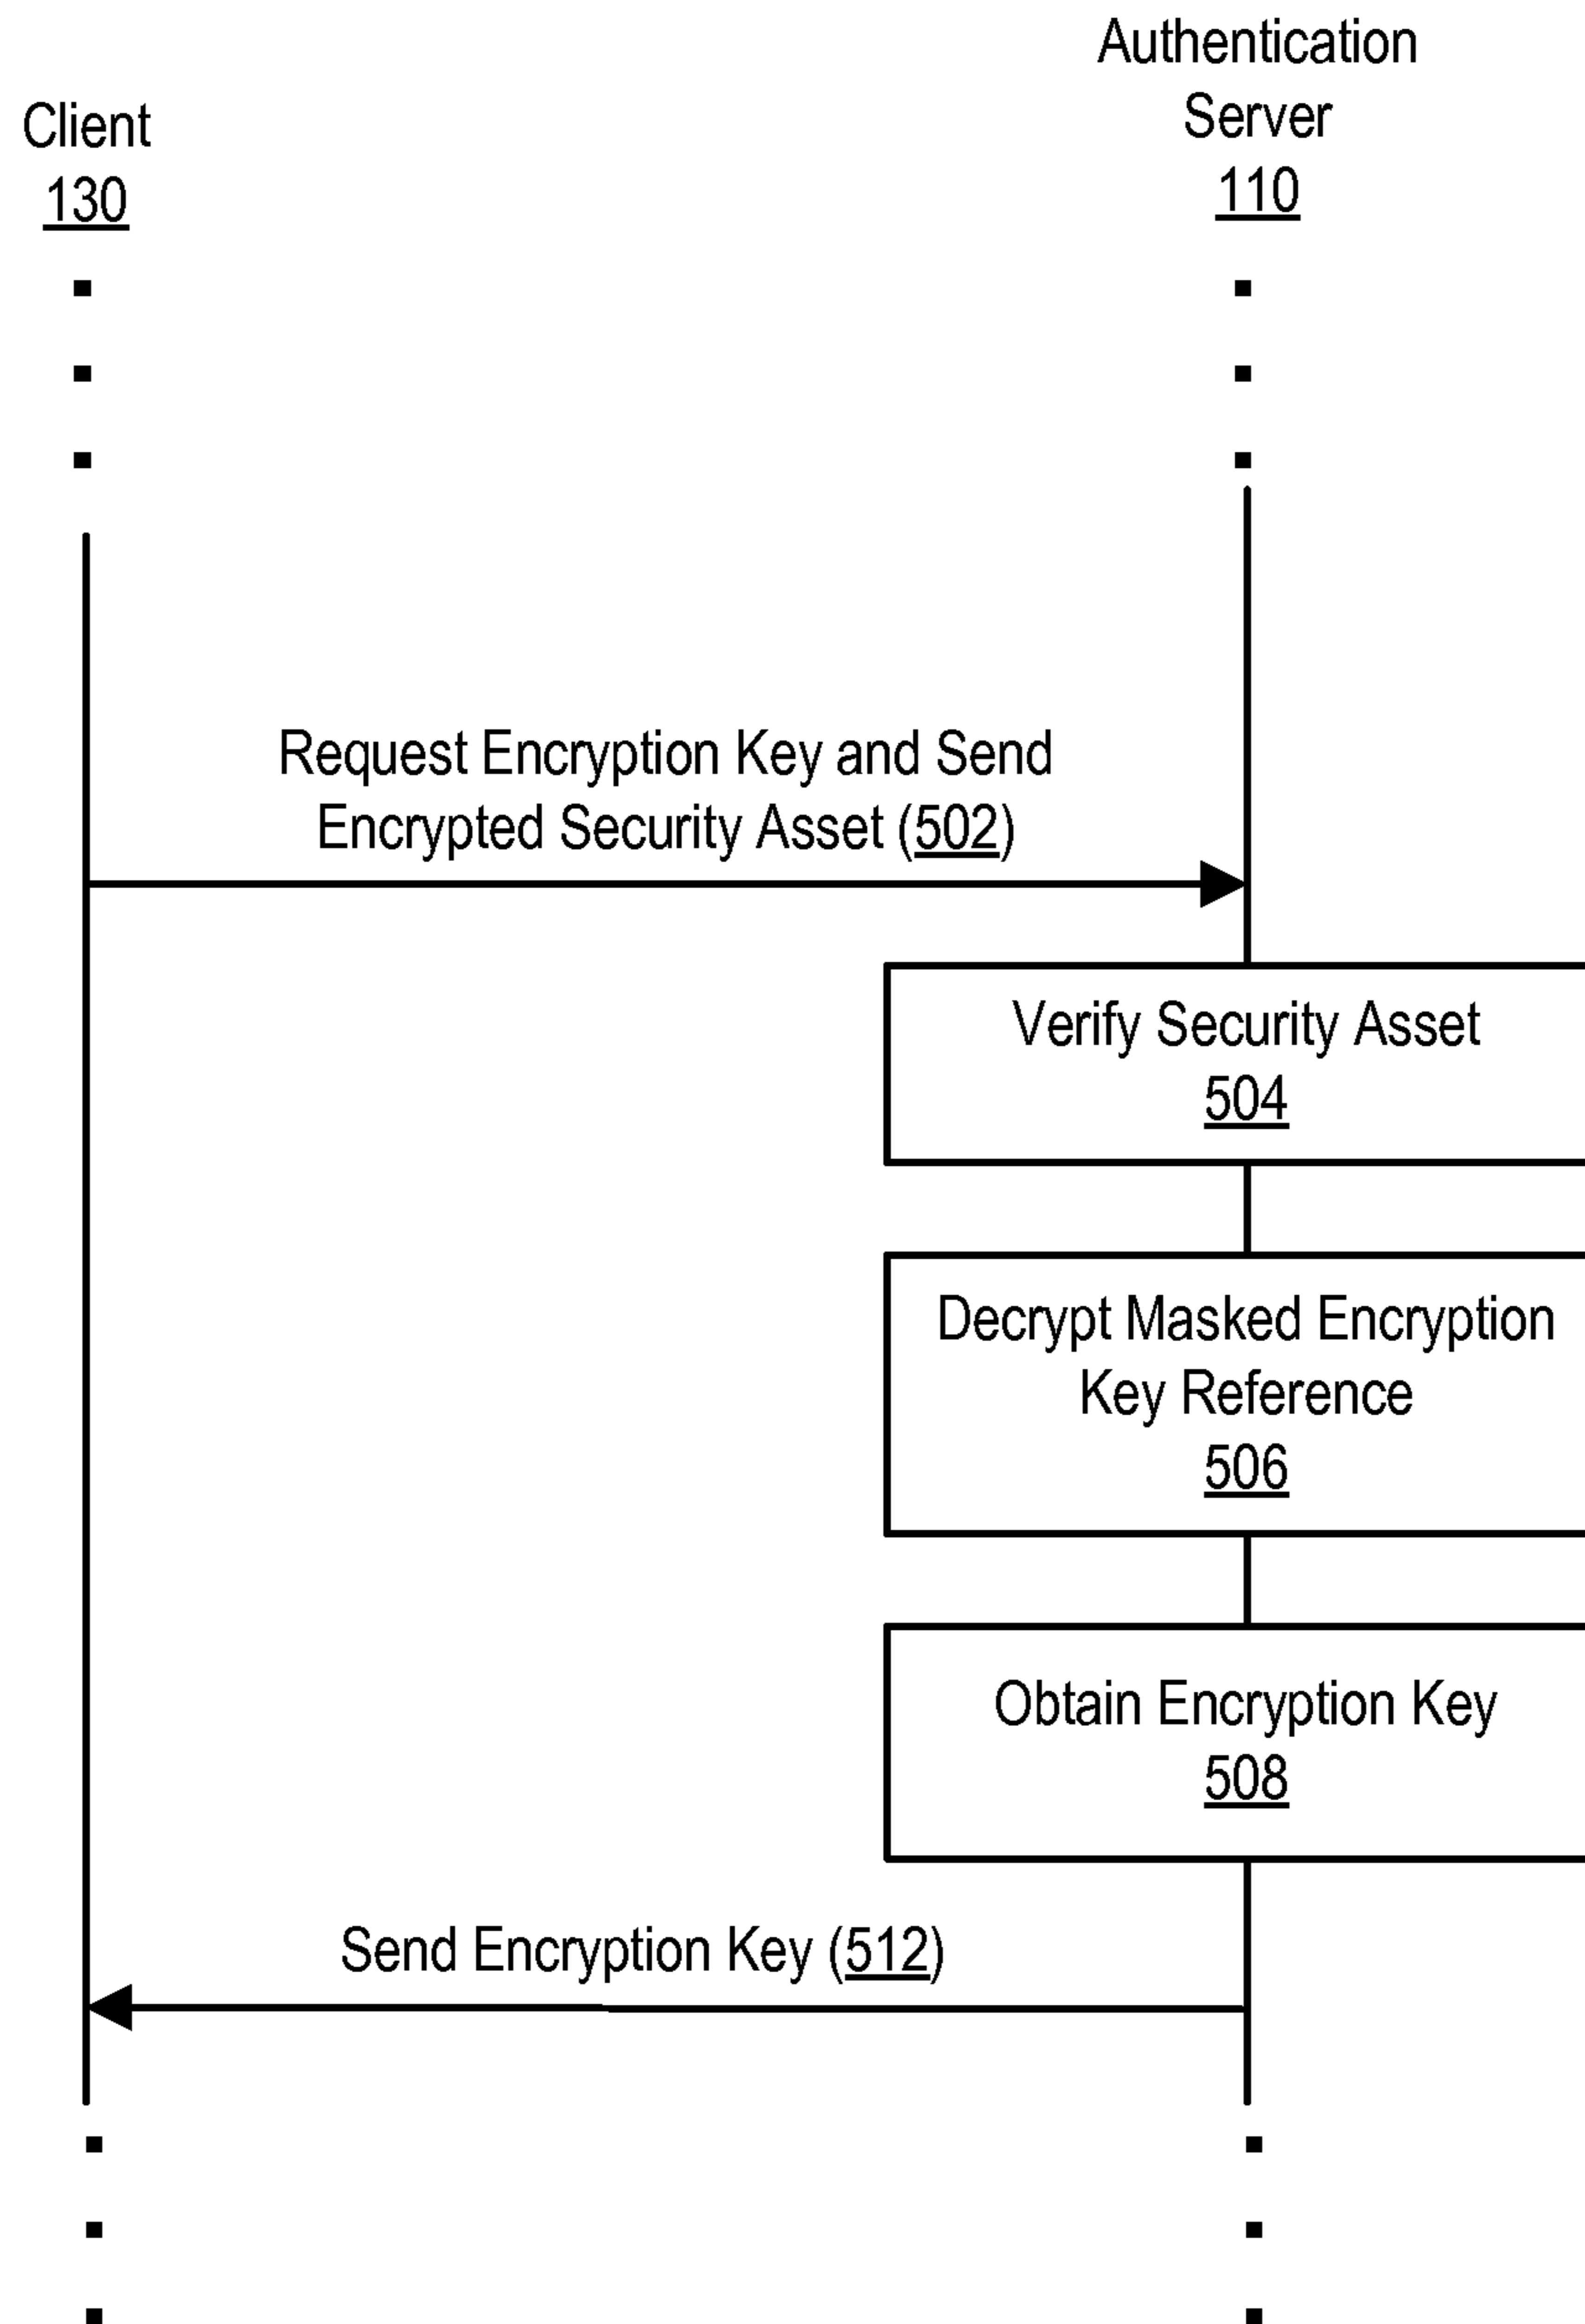 Authentication
Server
110
Client
130
Request Encryption Key and Send
Encrypted Security Asset (502)
Verify Security Asset
504
Decrypt Masked Encryption
Key Reference
506
Obtain Encryption Key
508
Send Encryption Key (512)